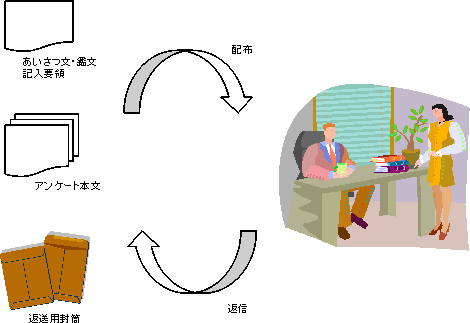 あいさつ文・鑑文
記入要領
配布
アンケート本文
返送用封筒
返信